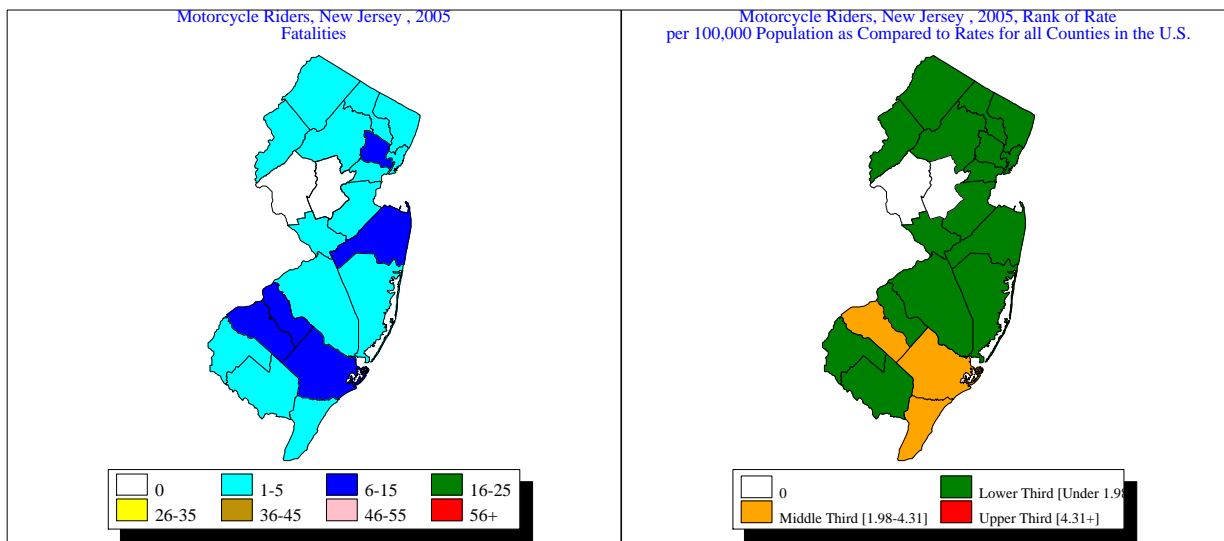 Motorcycle Riders, New Jersey , 2005
Fatalities
0
1-5
6-15
16-25
26-35
36-45
46-55
56+
Motorcycle Riders, New Jersey , 2005, Rank of Rate
per 100,000 Population as Compared to Rates for all Counties in the U.S.
0
Lower Third [Under 1.98
Middle Third [1.98-4.31]
Upper Third [4.31+]